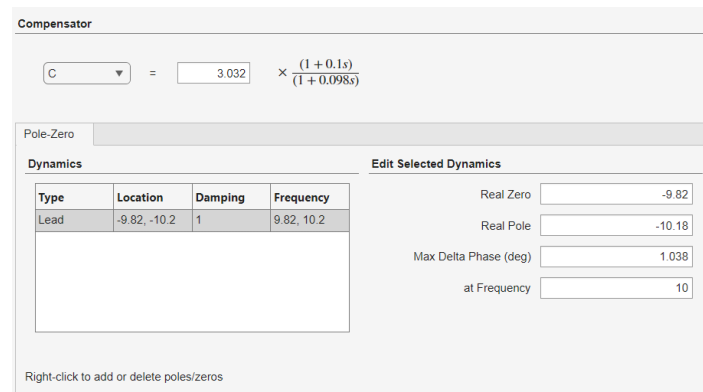 Compensator
C ▼ = 3.032 × (1 + 0.1s)
(1 + 0.098s)
Pole-Zero
Dynamics
Type Location Damping Frequency
Lead -9.82, -10.2 1 9.82, 10.2
Right-click to add or delete poles/zeros
Edit Selected Dynamics
Real Zero -9.82
Real Pole -10.18
Max Delta Phase (deg) 1.038
at Frequency 10